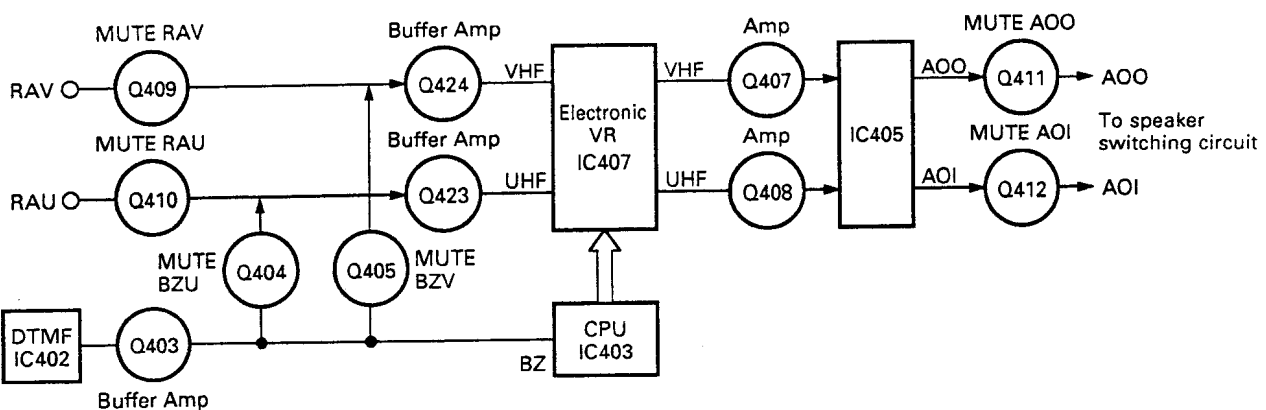 MUTE RAV
RAV
Q409
Buffer Amp
Q424
VHF
Electronic
VR
IC407
VHF
Amp
Q407
IC405
AOO
MUTE AOO
Q411
AOO
To speaker
switching circuit
MUTE RAU
RAU
Q410
Buffer Amp
Q423
UHF
UHF
Amp
Q408
AOI
MUTE AOI
Q412
AOI
MUTE
BZU
Q404
Q405
MUTE
BZV
DTMF
IC402
Q403
Buffer Amp
BZ
CPU
IC403